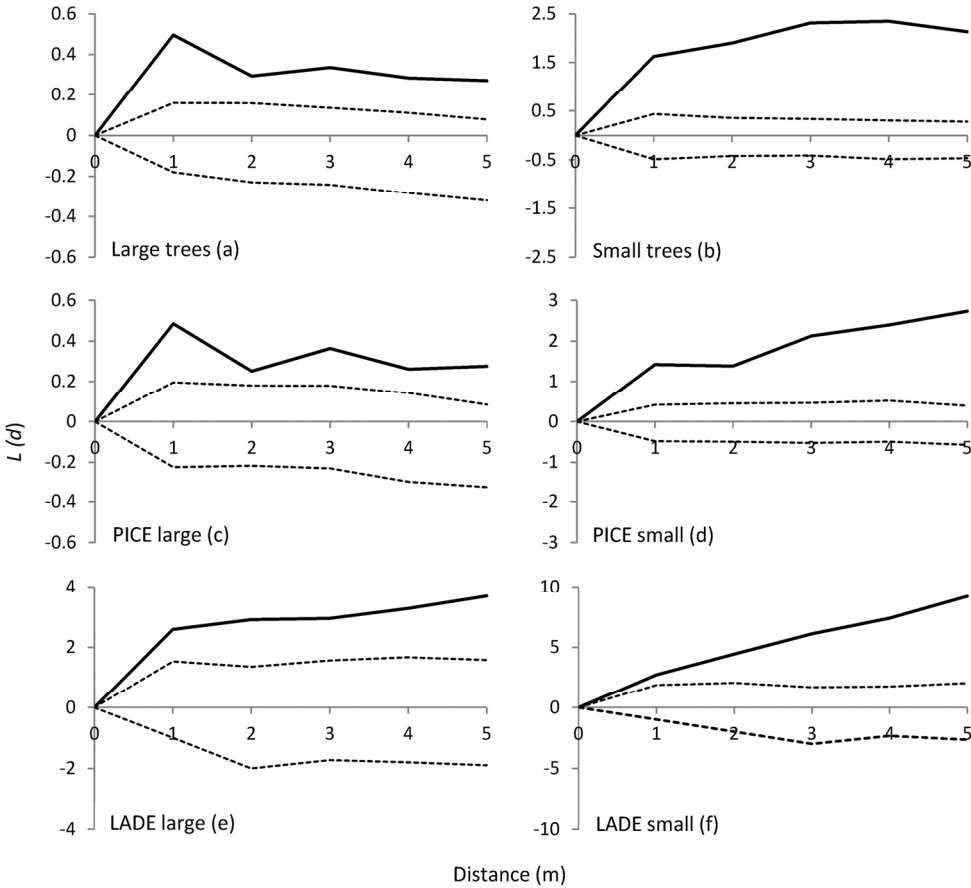 0.6
0.4
0.2
0
-0.2
-0.4
-0.6
0 1 2 3 4 5
Large trees (a)
2.5
1.5
0.5
-0.5
-1.5
-2.5
0 1 2 3 4 5
Small trees (b)
0.6
0.4
0.2
0
-0.2
-0.4
-0.6
0 1 2 3 4 5
PICE large (c)
3
2
1
0
-1
-2
-3
0 1 2 3 4 5
PICE small (d)
L (d)
4
2
0
-2
-4
0 1 2 3 4 5
LADE large (e)
10
5
0
-5
-10
0 1 2 3 4 5
LADE small (f)
Distance (m)